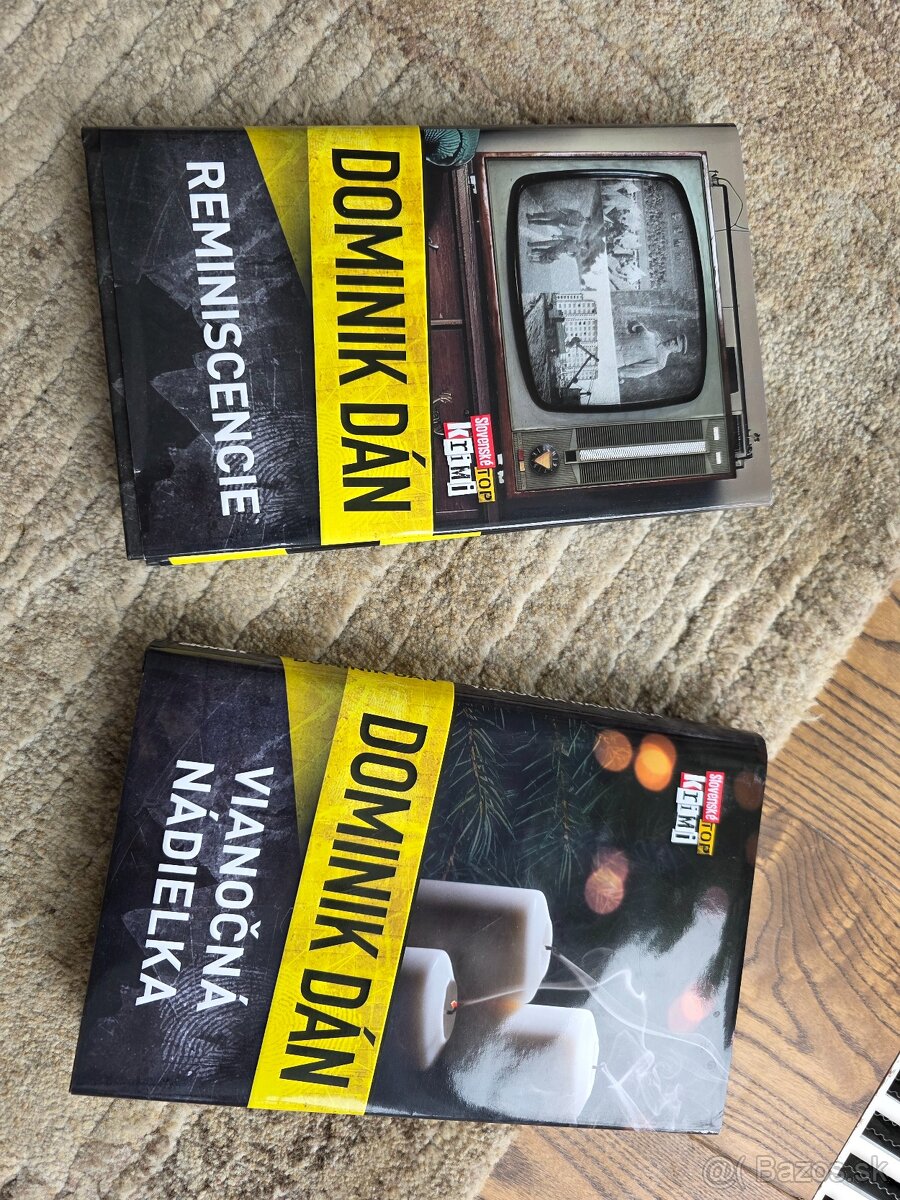 Slovenské
TOP
KRIMI
DOMINIK DÁN
REMINISCENCIE
Slovenské
TOP
KRIMI
DOMINIK DÁN
VIANOČNÁ
NÁDIELKA
Bazos.sk